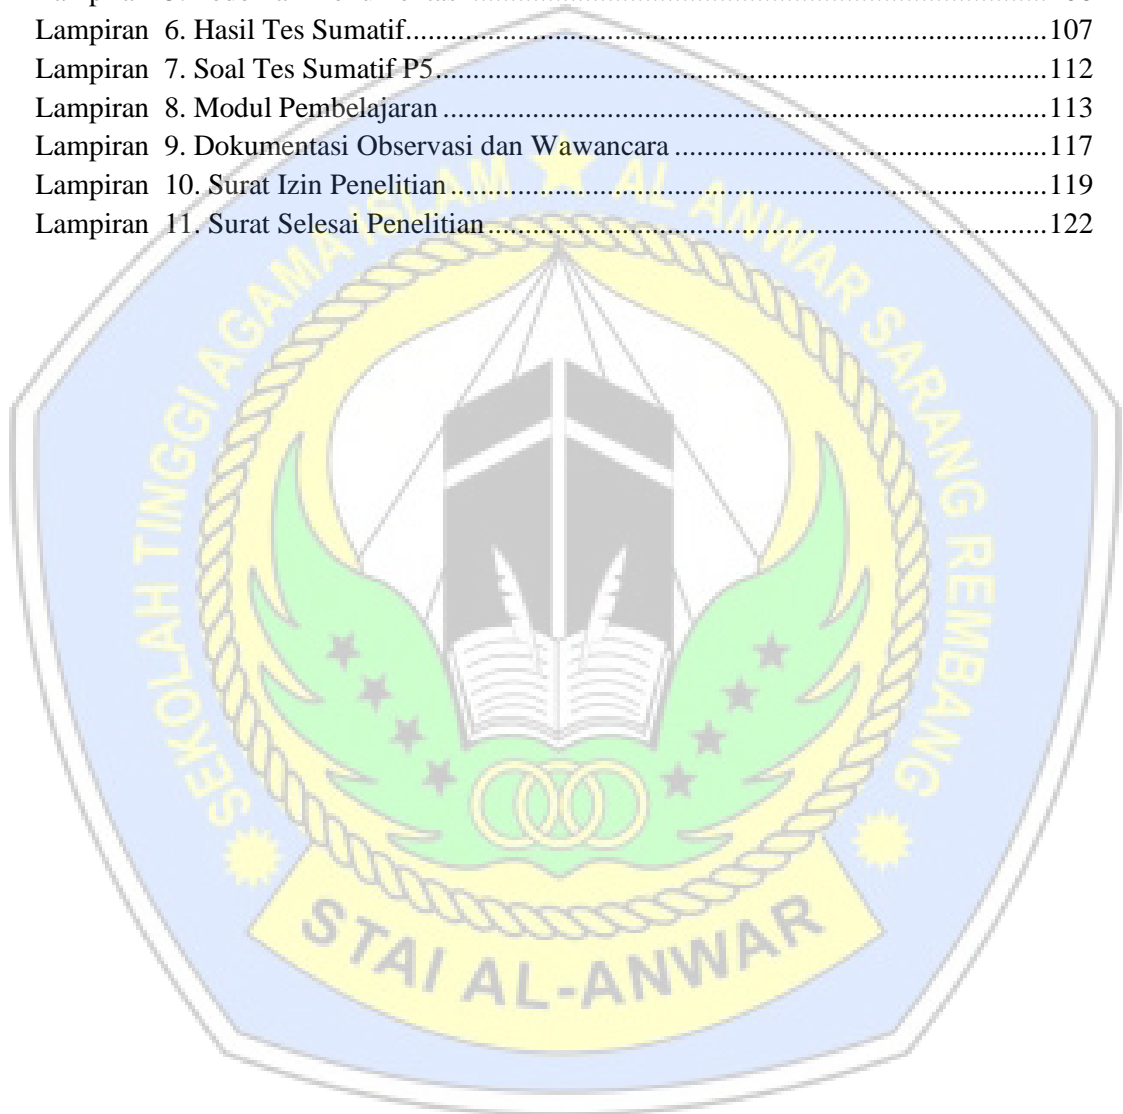 Lampiran 6. Hasil Tes Sumatif....................................................................................107
Lampiran 7. Soal Tes Sumatif P5................................................................................112
Lampiran 8. Modul Pembelajaran...............................................................................113
Lampiran 9. Dokumentasi Observasi dan Wawancara.................................................117
Lampiran 10. Surat Izin Penelitian..............................................................................119
Lampiran 11. Surat Selesai Penelitian.........................................................................122
SEKOLAH TINGGI AGAMA ISLAM ★ AL ANWAR SARANG REMBANG
STAI AL-ANWAR